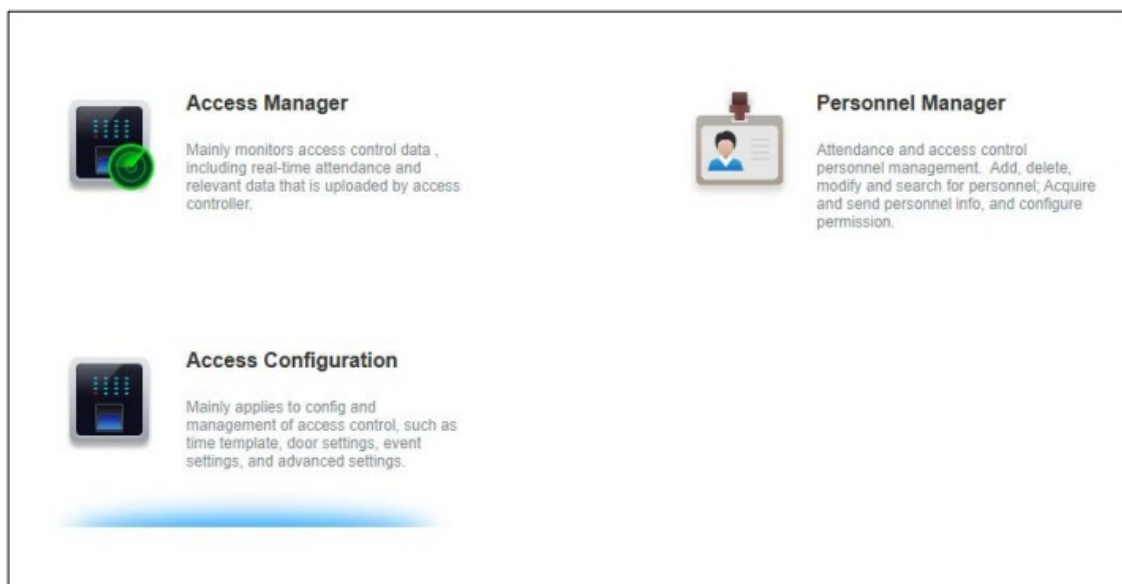 Access Manager
Mainly monitors access control data ,
including real-time attendance and
relevant data that is uploaded by access
controller.
Personnel Manager
Attendance and access control
personnel management. Add, delete,
modify and search for personnel; Acquire
and send personnel info, and configure
permission.
Access Configuration
Mainly applies to config and
management of access control, such as
time template, door settings, event
settings, and advanced settings.